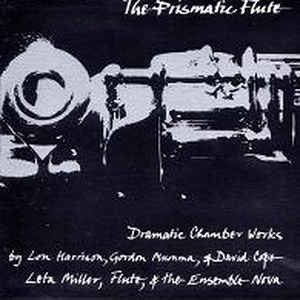 The Prismatic Flute
Dramatic Chamber Works
by Lou Harrison, Gordon Mumma, & David Cope
Leta Miller, Flute, & the Ensemble Nova